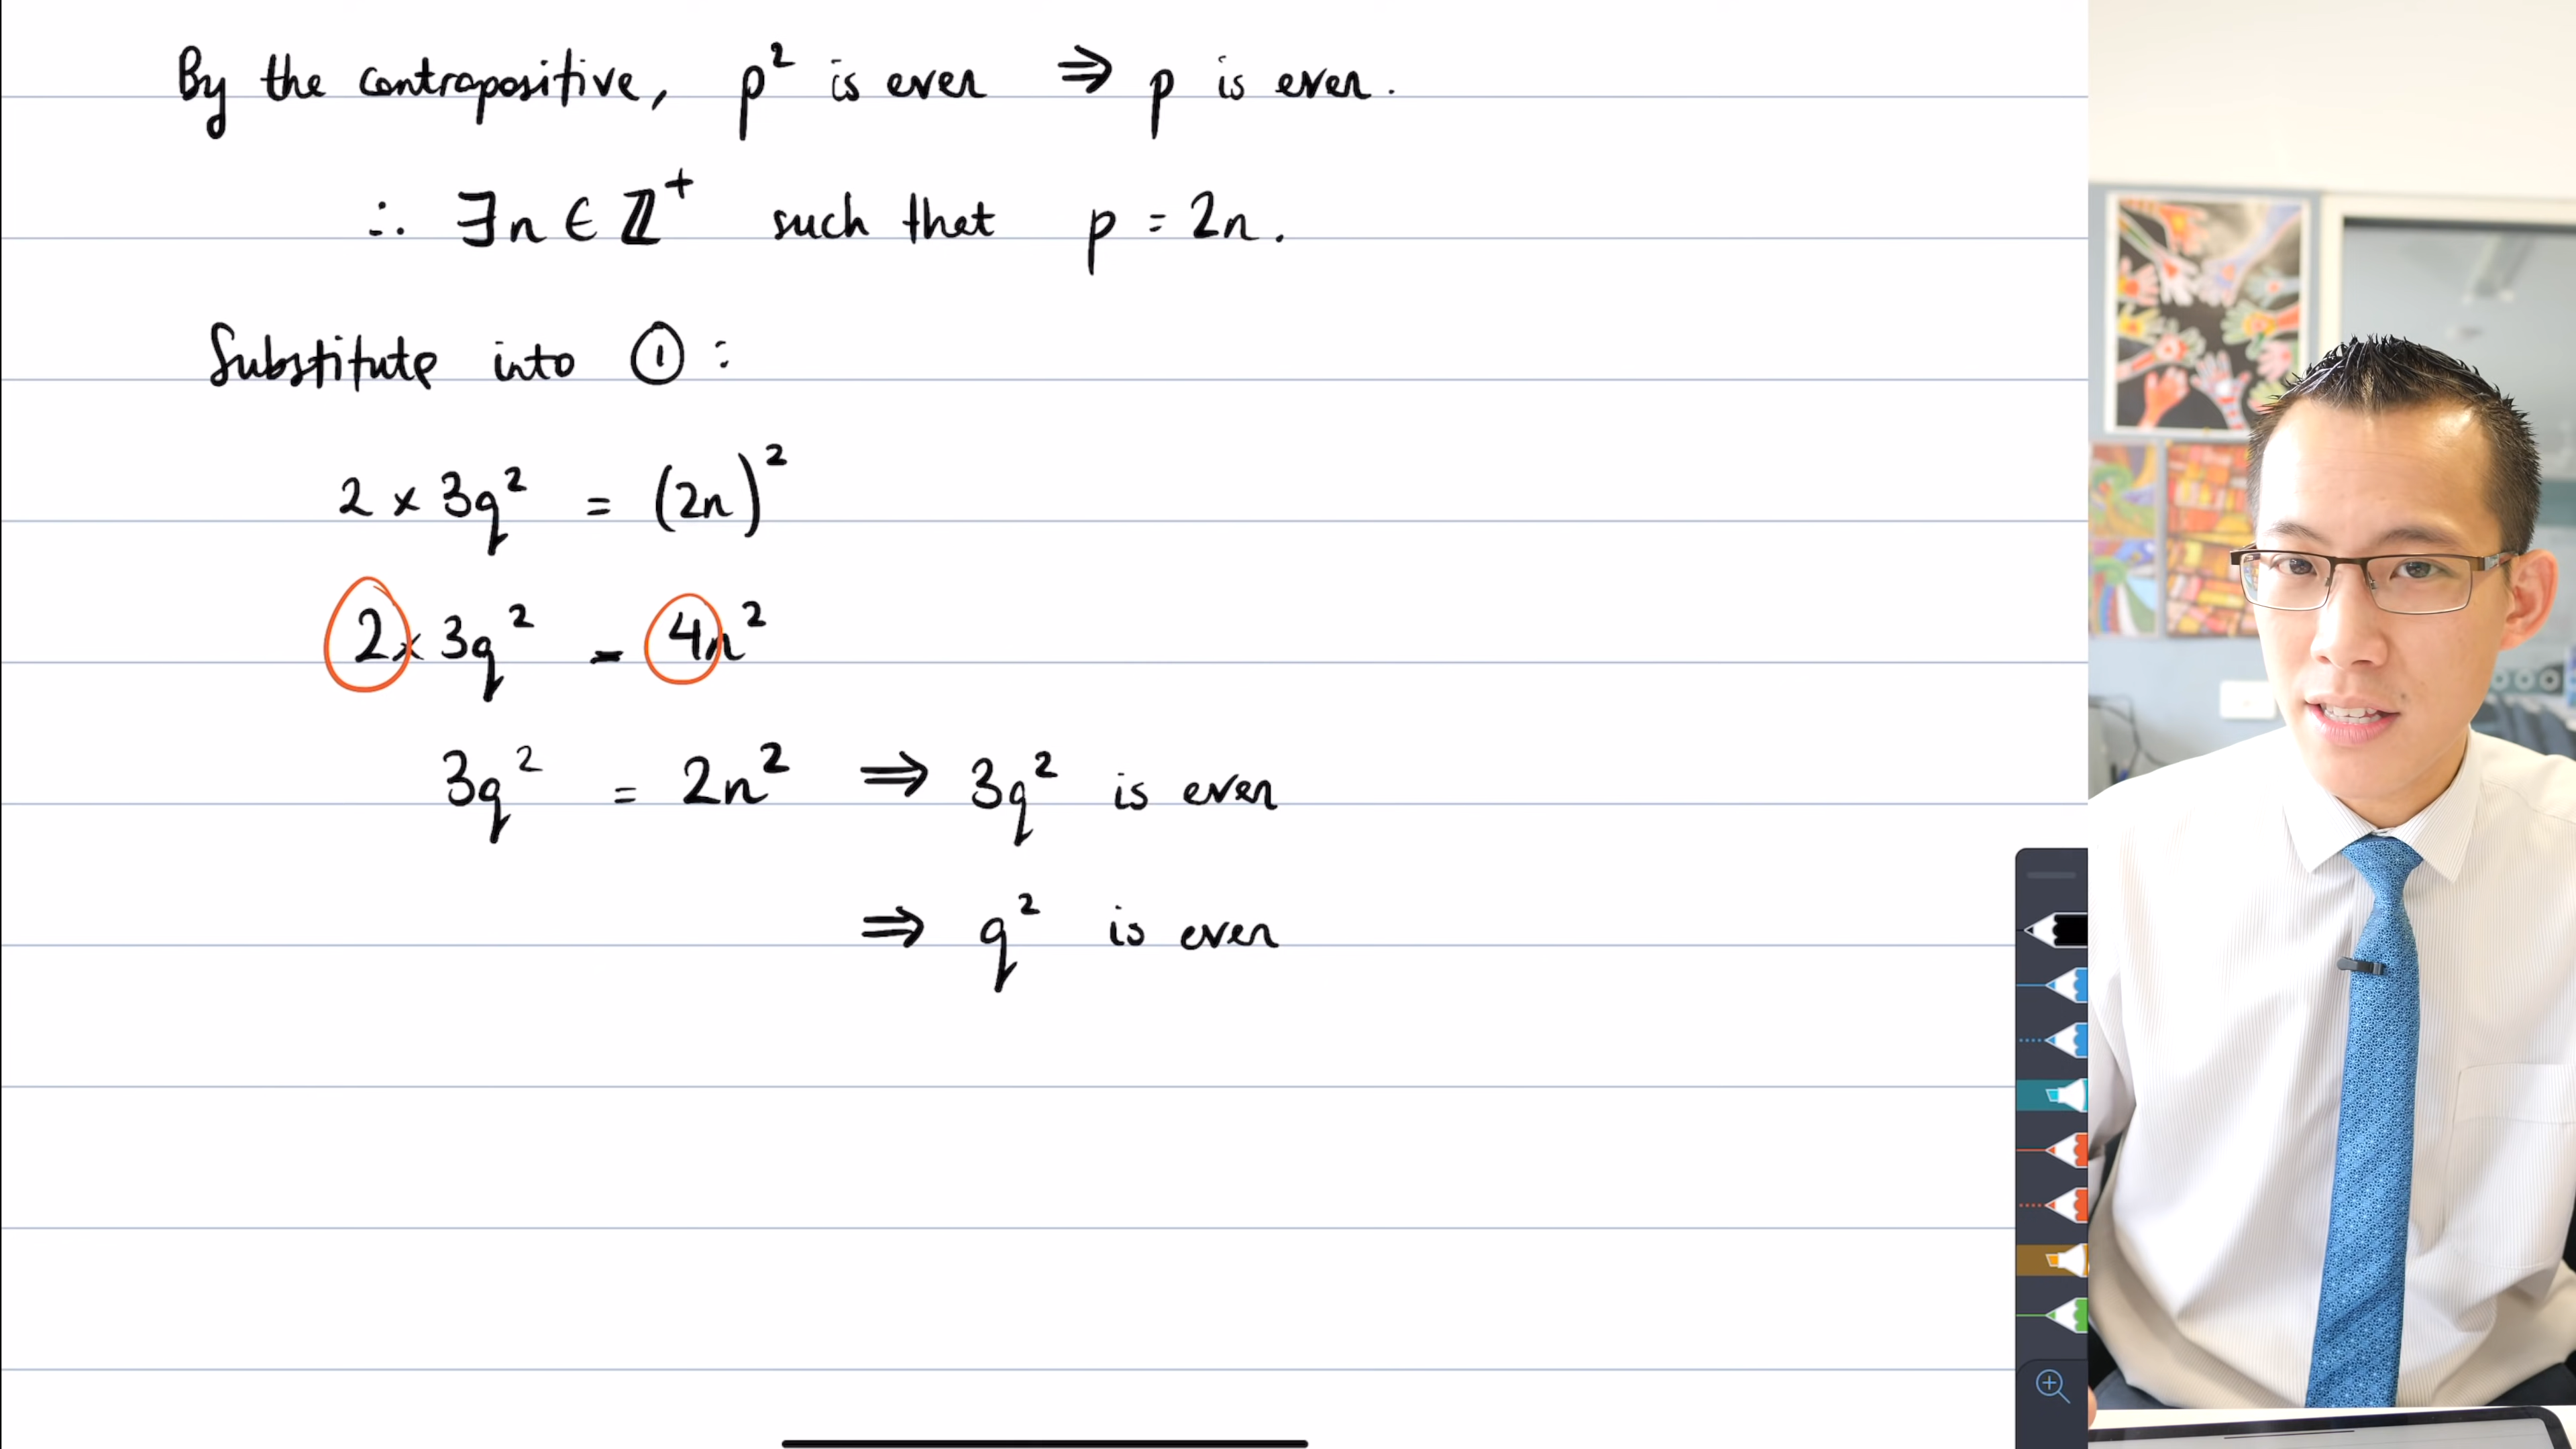 By the contrapositive, p² is even ⇒ p is even.
∴ ∃n ∈ ℤ⁺ such that p = 2n.
Substitute into ①:
2 × 3q² = (2n)²
2 × 3q² = 4n²
3q² = 2n² ⇒ 3q² is even
⇒ q² is even